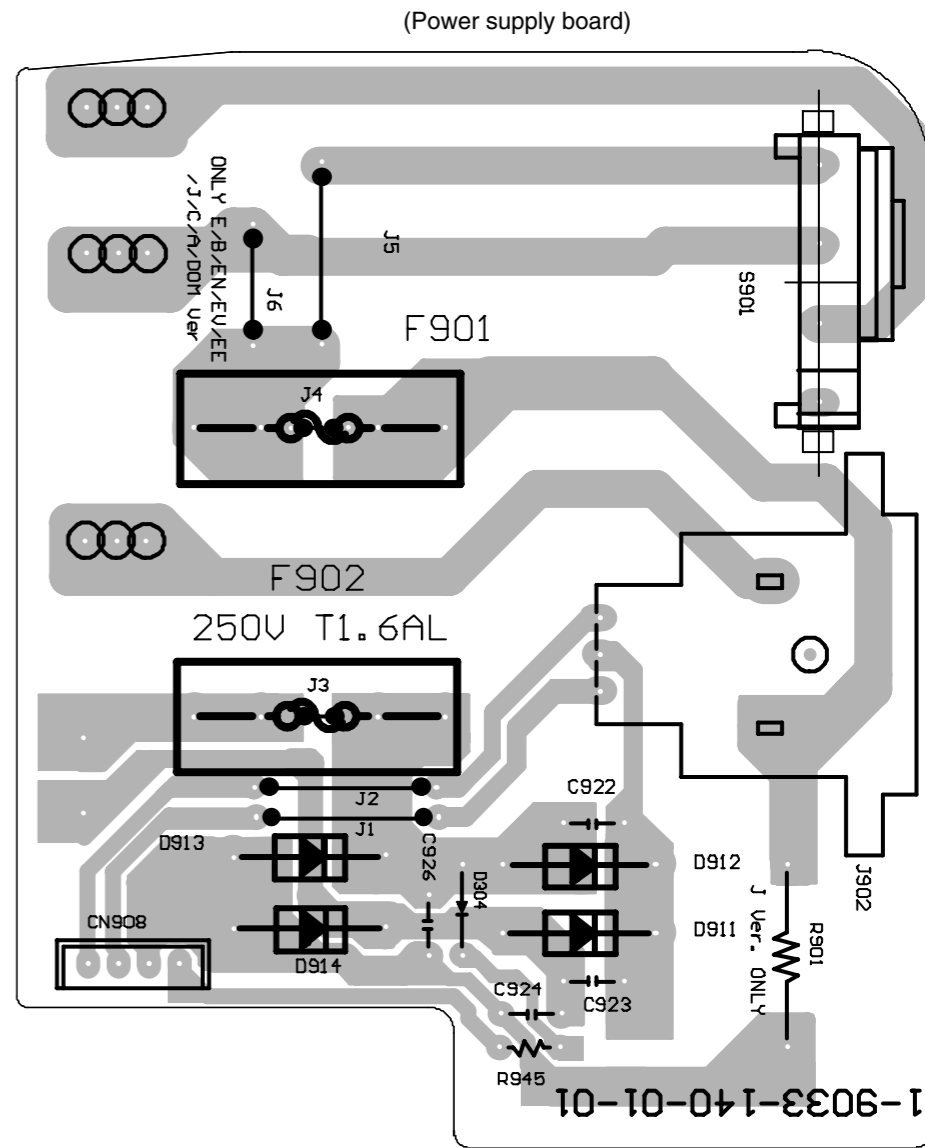 (Power supply board)
ONLY E/B/EN/EV/EE
/J/C/A/DOM Ver
J5
J6
S901
F901
J4
F902
250V T1.6AL
J3
J2
J1
C922
D913
C926
D304
D912
J902
CN908
D911
J Ver. ONLY
R901
D914
C924
C923
R945
1-9033-140-01-01